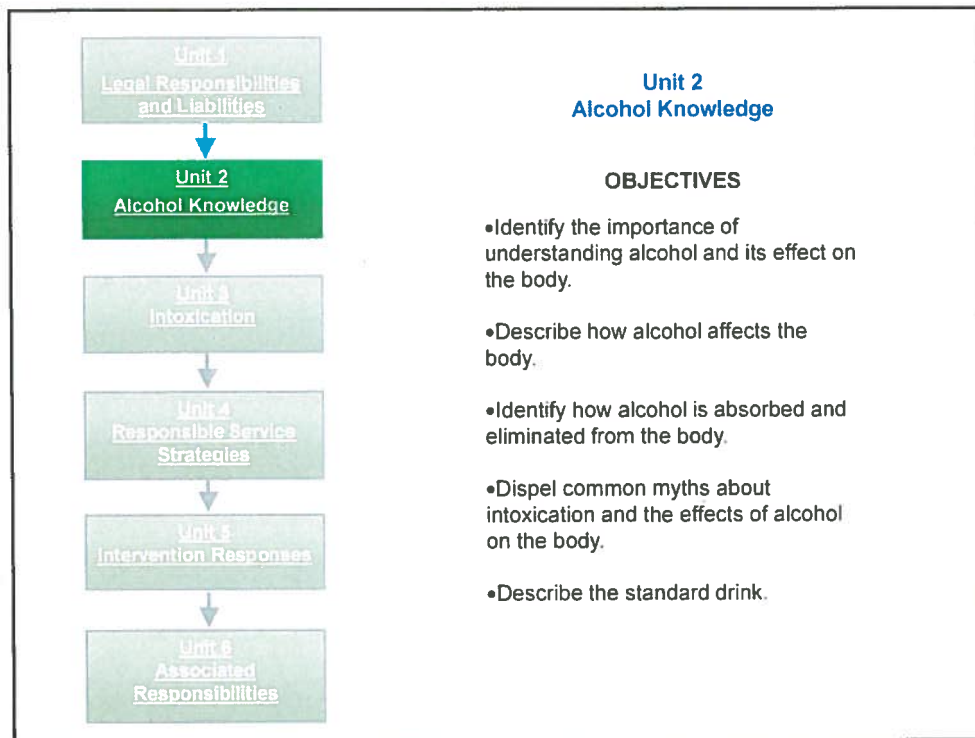 Unit 1
Legal Responsibilities
and Liabilities
Unit 2
Alcohol Knowledge
Unit 3
Intoxication
Unit 4
Responsible Service
Strategies
Unit 5
Intervention Responses
Unit 6
Associated
Responsibilities
Unit 2
Alcohol Knowledge
OBJECTIVES
•Identify the importance of
understanding alcohol and its effect on
the body.
•Describe how alcohol affects the
body.
•Identify how alcohol is absorbed and
eliminated from the body.
•Dispel common myths about
intoxication and the effects of alcohol
on the body.
•Describe the standard drink.